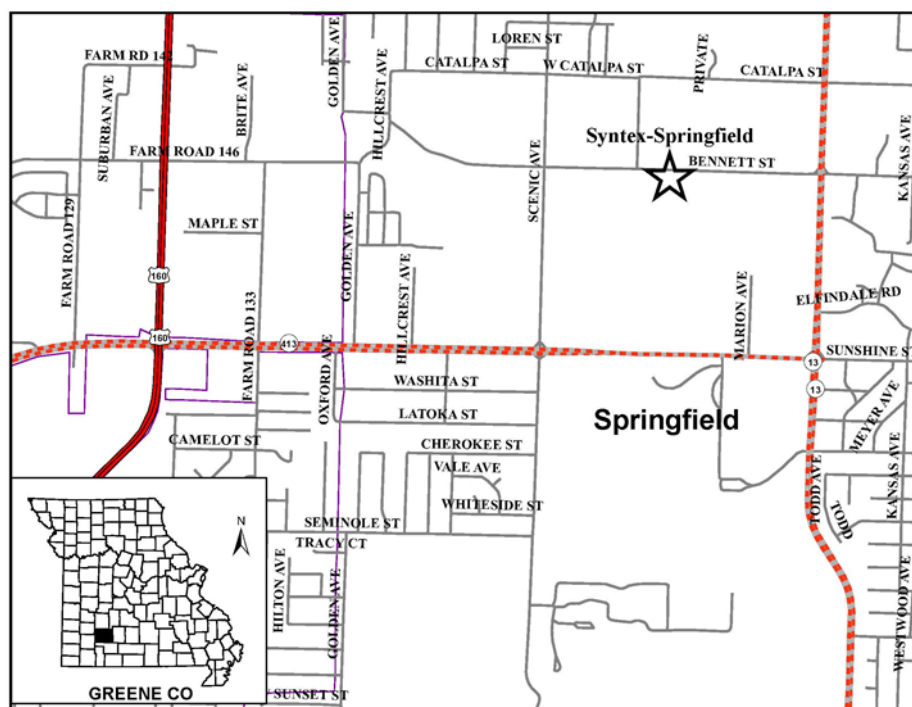 LOREN ST
FARM RD 142
CATALPA ST
W CATALPA ST
CATALPA ST
GOLDEN AVE
HILLCREST AVE
PRIVATE
SUBURBAN AVE
BRITE AVE
Syntex-Springfield
FARM ROAD 146
BENNETT ST
KANSAS AVE
SCENIC AVE
MAPLE ST
FARM ROAD 129
GOLDEN AVE
HILLCREST AVE
160
ELFINDALE RD
FARM ROAD 133
MARION AVE
160
413
SUNSHINE ST
13
OXFORD AVE
WASHITA ST
13
MEYER AVE
LATOKA ST
Springfield
CAMELOT ST
CHEROKEE ST
VALE AVE
KANSAS AVE
TODD AVE
WHITESIDE ST
TODD
SEMINOLE ST
N
TRACY CT
HILTON AVE
GOLDEN AVE
WESTWOOD AVE
GREENE CO
SUNSET ST